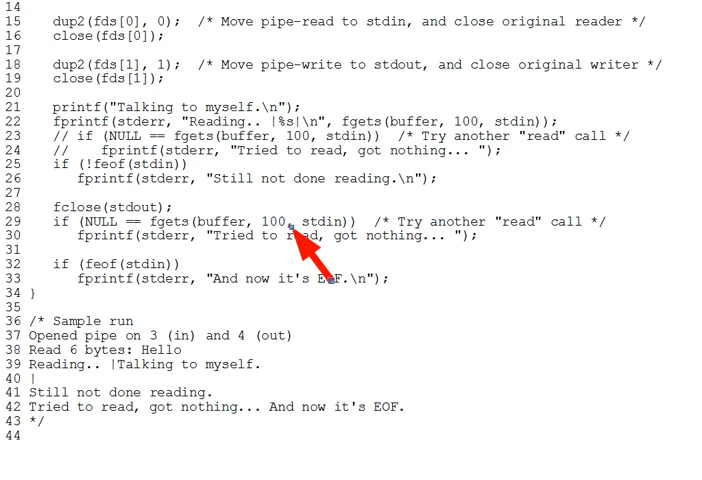 14
15 dup2(fds[0], 0); /* Move pipe-read to stdin, and close original reader */
16 close(fds[0]);
17
18 dup2(fds[1], 1); /* Move pipe-write to stdout, and close original writer */
19 close(fds[1]);
20
21 printf("Talking to myself.\n");
22 fprintf(stderr, "Reading.. |%s|\n", fgets(buffer, 100, stdin));
23 // if (NULL == fgets(buffer, 100, stdin)) /* Try another "read" call */
24 // fprintf(stderr, "Tried to read, got nothing... ");
25 if (!feof(stdin))
26 fprintf(stderr, "Still not done reading.\n");
27
28 fclose(stdout);
29 if (NULL == fgets(buffer, 100, stdin)) /* Try another "read" call */
30 fprintf(stderr, "Tried to read, got nothing... ");
31
32 if (feof(stdin))
33 fprintf(stderr, "And now it's EOF.\n");
34 }
35
36 /* Sample run
37 Opened pipe on 3 (in) and 4 (out)
38 Read 6 bytes: Hello
39 Reading.. |Talking to myself.
40 |
41 Still not done reading.
42 Tried to read, got nothing... And now it's EOF.
43 */
44